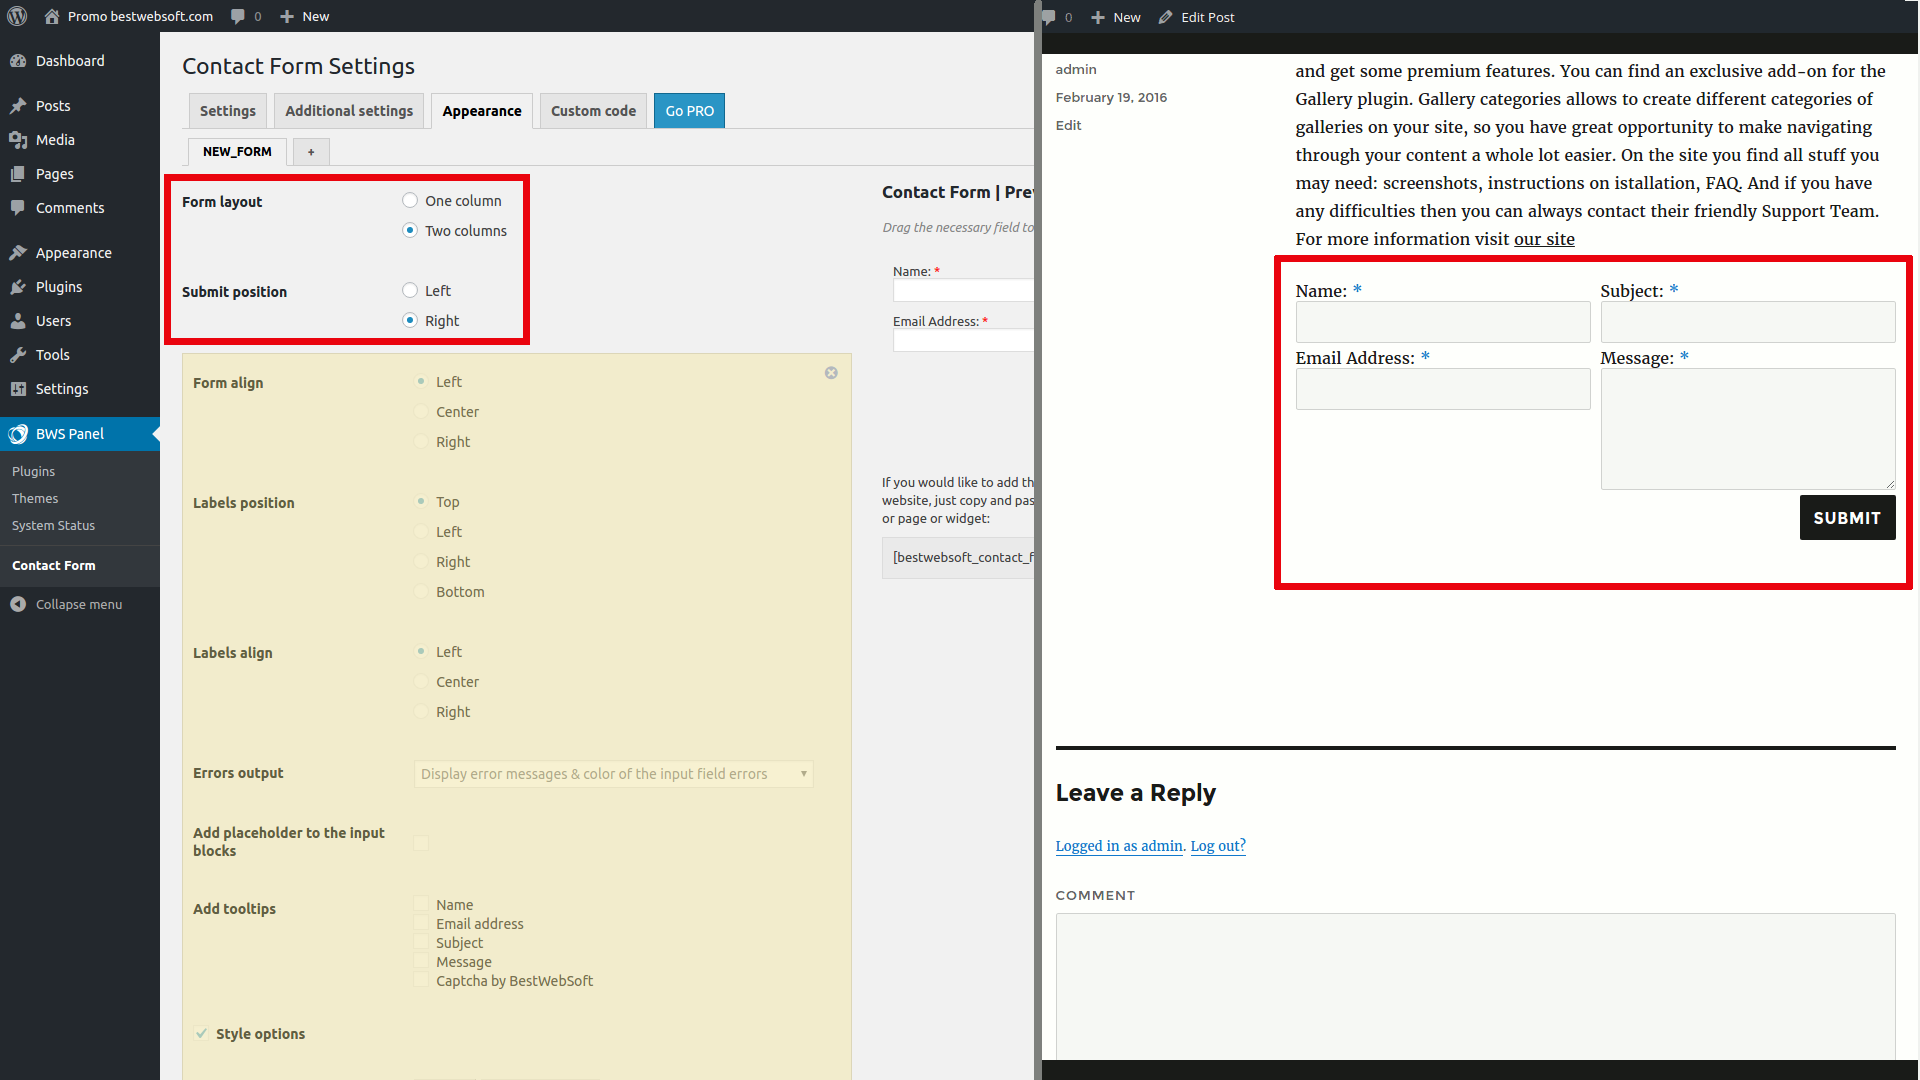 Promo bestwebsoft.com 0 New
Dashboard
Posts
Media
Pages
Comments
Appearance
Plugins
Users
Tools
Settings
BWS Panel
Plugins
Themes
System Status
Contact Form
Collapse menu
Contact Form Settings
Settings Additional settings Appearance Custom code Go PRO
NEW_FORM +
Form layout One column
Two columns
Submit position Left
Right
Form align Left
Center
Right
Labels position Top
Left
Right
Bottom
Labels align Left
Center
Right
Errors output Display error messages & color of the input field errors
Add placeholder to the input
blocks
Add tooltips Name
Email address
Subject
Message
Captcha by BestWebSoft
Style options
Contact Form | Prev
Drag the necessary field to
Name: *
Email Address: *
If you would like to add th
website, just copy and pas
or page or widget:
[bestwebsoft_contact_f
0 New Edit Post
admin
February 19, 2016
Edit
and get some premium features. You can find an exclusive add-on for the
Gallery plugin. Gallery categories allows to create different categories of
galleries on your site, so you have great opportunity to make navigating
through your content a whole lot easier. On the site you find all stuff you
may need: screenshots, instructions on istallation, FAQ. And if you have
any difficulties then you can always contact their friendly Support Team.
For more information visit our site
Name: * Subject: *
Email Address: * Message: *
SUBMIT
Leave a Reply
Logged in as admin. Log out?
COMMENT